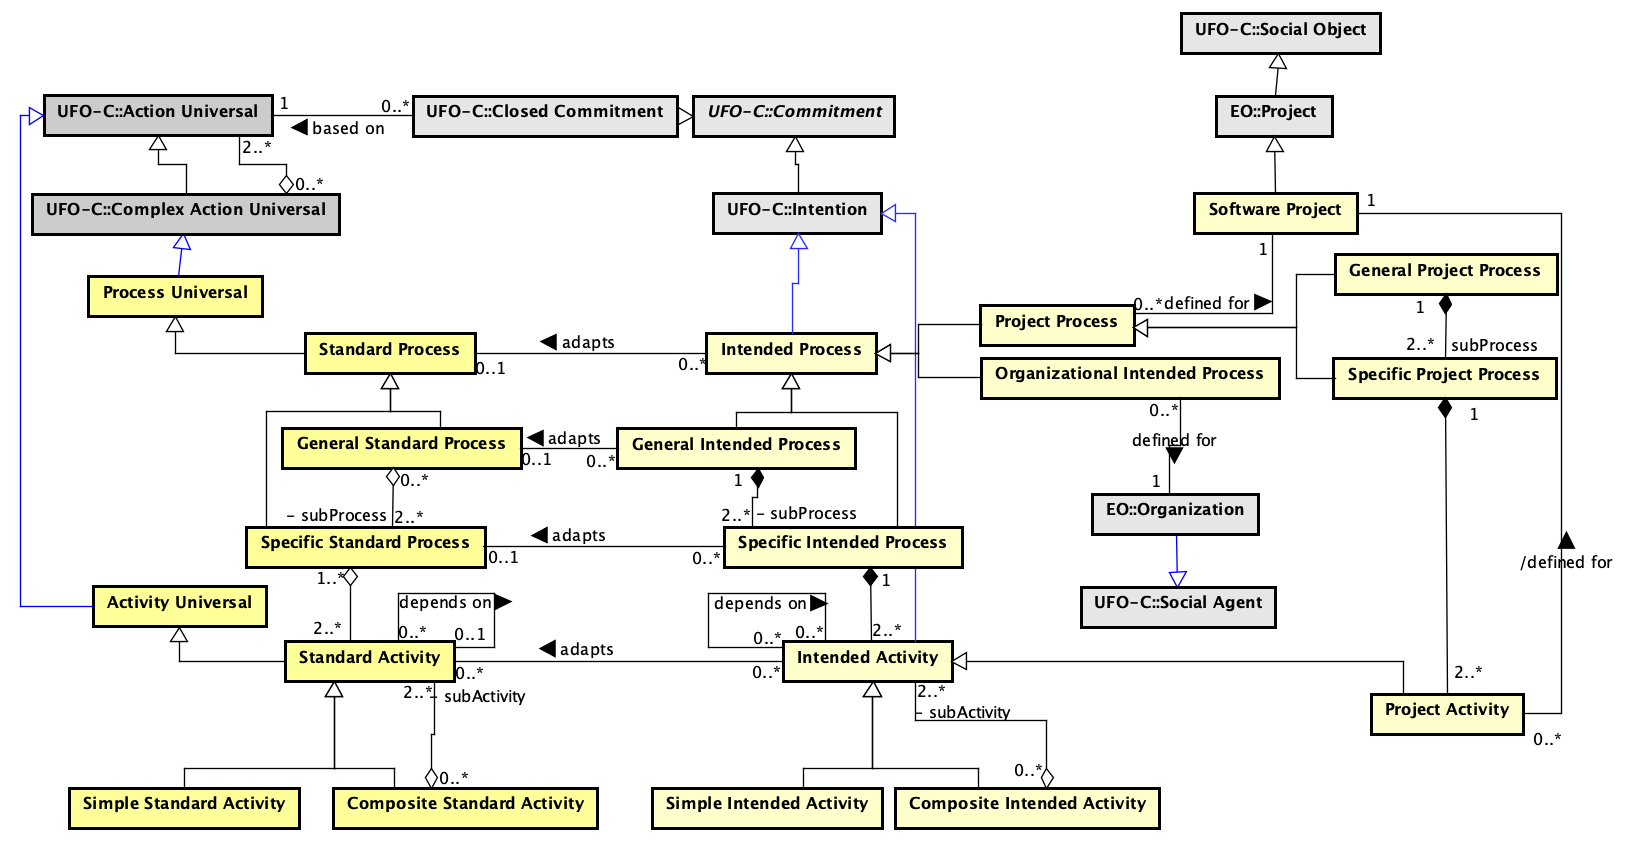 UFO-C::Social Object
UFO-C::Action Universal
1
0..*
based on
UFO-C::Closed Commitment
UFO-C::Commitment
EO::Project
2..*
0..*
UFO-C::Complex Action Universal
UFO-C::Intention
Software Project
1
1
Process Universal
General Project Process
1
0..*
defined for
Project Process
2..*
subProcess
Standard Process
0..1
adapts
0..*
Intended Process
Organizational Intended Process
Specific Project Process
1
0..*
defined for
1
General Standard Process
0..1
adapts
0..*
General Intended Process
0..*
1
- subProcess
2..*
2..*
- subProcess
EO::Organization
Specific Standard Process
0..1
adapts
0..*
Specific Intended Process
/defined for
1..*
1
Activity Universal
depends on
depends on
UFO-C::Social Agent
2..*
0..*
0..1
0..*
0..*
2..*
Standard Activity
0..*
adapts
0..*
Intended Activity
2..*
2..*
- subActivity
2..*
- subActivity
Project Activity
0..*
0..*
0..*
Simple Standard Activity
Composite Standard Activity
Simple Intended Activity
Composite Intended Activity